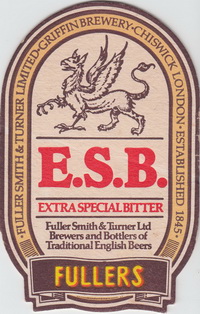 ·FULLER SMITH & TURNER LIMITED·GRIFFIN BREWERY·CHISWICK LONDON·ESTABLISHED 1845·
E.S.B.
EXTRA SPECIAL BITTER
Fuller Smith & Turner Ltd
Brewers and Bottlers of
Traditional English Beers
FULLERS